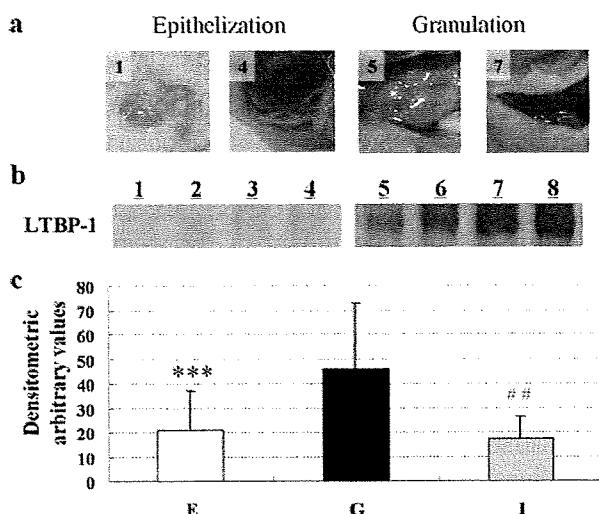 a Epithelization Granulation
1 4 5 7
b 1 2 3 4 5 6 7 8
LTBP-1
c
Densitometric
arbitrary values
80
70
60
50
40
30
20
10
0
***
##
E G I